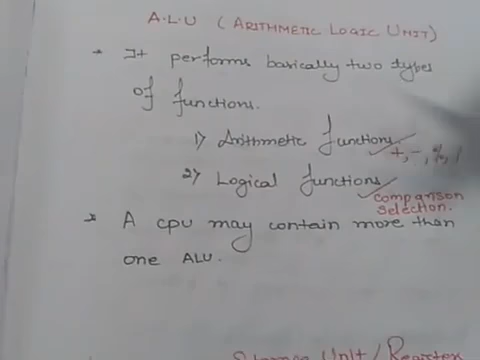 A.L.U (ARITHMETIC LOGIC UNIT)
* It performs basically two types
of functions.
1) Arithmetic functions
+, -, %, /
2) Logical functions
comparison
selection.
* A cpu may contain more than
one ALU.
Storage Unit / Register